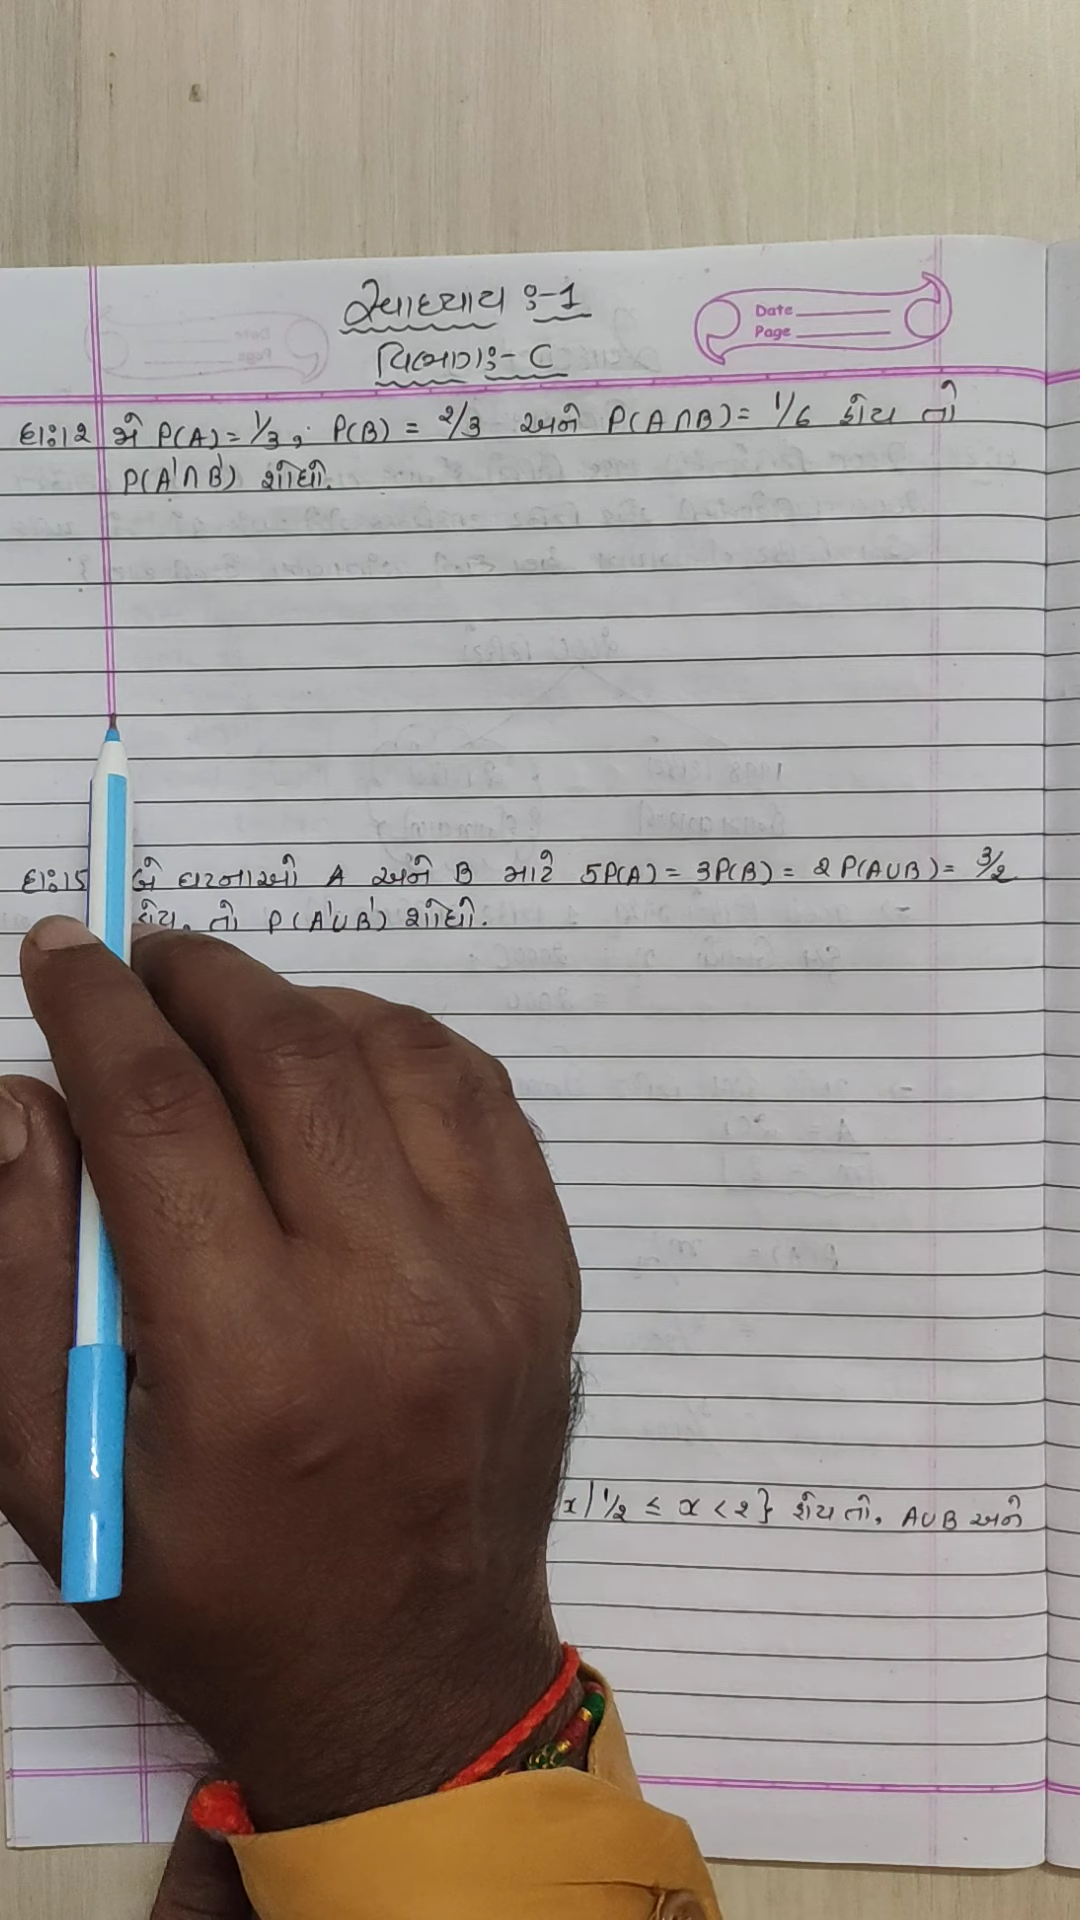 સ્વાધ્યાય :-1
Date
Page
વિભાગ:- C
દા:12 જો P(A) = 1/3, P(B) = 2/3 અને P(A∩B) = 1/6 હોય તો
P(A'∩B') શોધો.
દા:15 બે ઘટનાઓ A અને B માટે 5P(A) = 3P(B) = 2P(A∪B) = 3/2
હોય, તો P(A'∪B') શોધો.
x | 1/2 ≤ x < 2} હોય તો, A∪B અને